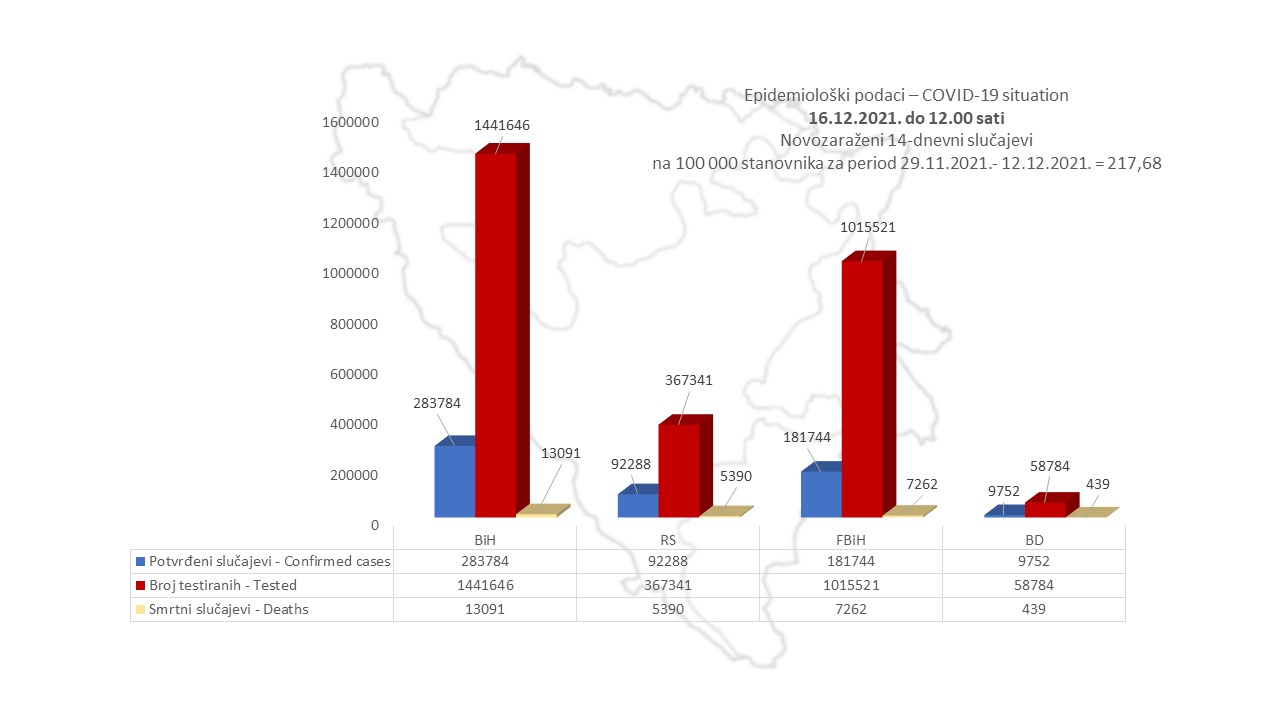 Epidemiološki podaci – COVID-19 situation
16.12.2021. do 12.00 sati
Novozaraženi 14-dnevni slučajevi
na 100 000 stanovnika za period 29.11.2021.- 12.12.2021. = 217,68
1600000
1400000
1200000
1000000
800000
600000
400000
200000
0
283784
1441646
13091
92288
367341
5390
181744
1015521
7262
9752
58784
439
BiH RS FBiH BD
Potvrđeni slučajevi - Confirmed cases 283784 92288 181744 9752
Broj testiranih - Tested 1441646 367341 1015521 58784
Smrtni slučajevi - Deaths 13091 5390 7262 439